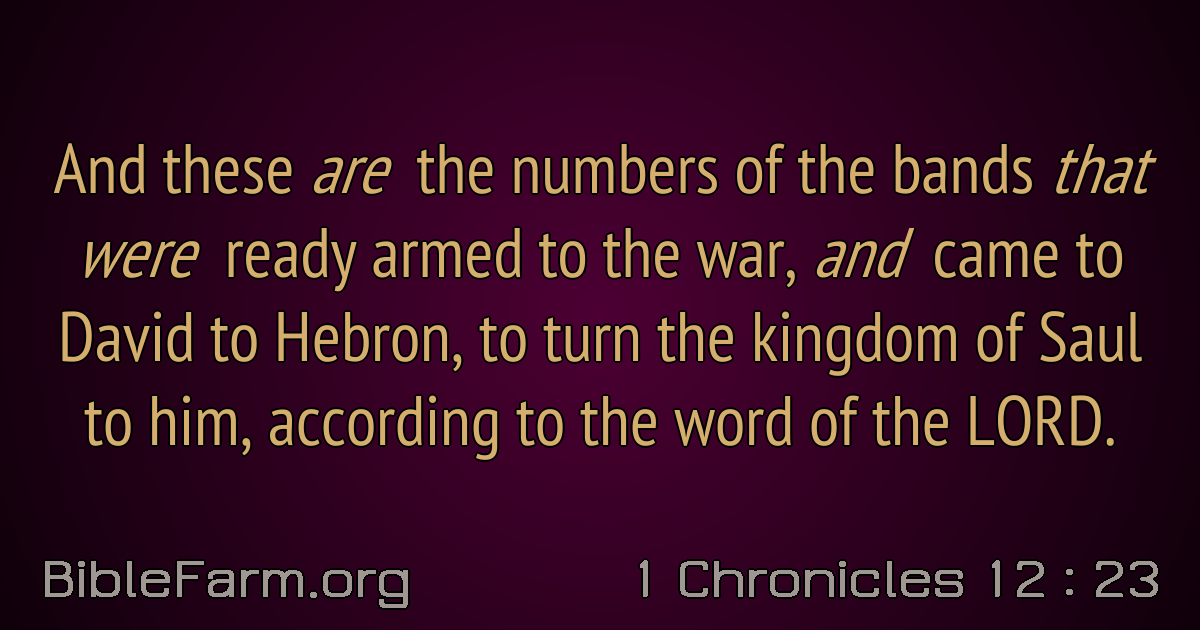 And these are the numbers of the bands that
were ready armed to the war, and came to
David to Hebron, to turn the kingdom of Saul
to him, according to the word of the LORD.
BibleFarm.org
1 Chronicles 12 : 23